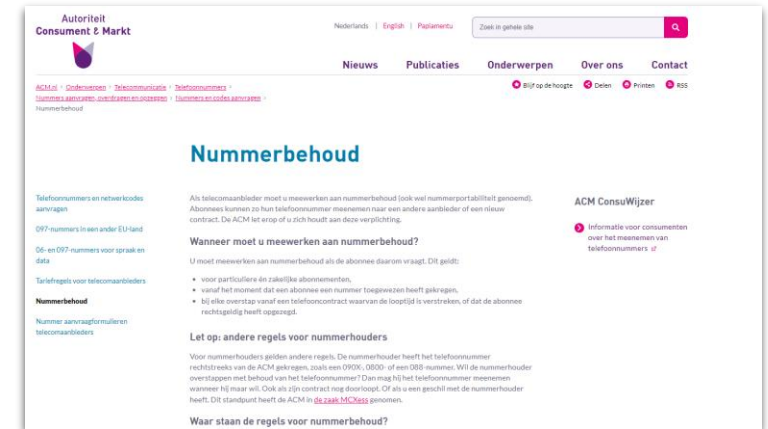 Autoriteit
Consument & Markt
Nederlands | English | Papiamentu
Zoek in gehele site
Nieuws Publicaties Onderwerpen Over ons Contact
ACM.nl › Onderwerpen › Telecommunicatie › Telefoonnummers ›
Nummers aanvragen, overdragen en opzeggen › Nummers en codes aanvragen ›
Nummerbehoud
Blijf op de hoogte Delen Printen RSS
Nummerbehoud
Telefoonnummers en netwerkcodes
aanvragen
097-nummers in een ander EU-land
06- en 097-nummers voor spraak en
data
Tariefregels voor telecomaanbieders
Nummerbehoud
Nummer aanvraagformulieren
telecomaanbieders
Als telecomaanbieder moet u meewerken aan nummerbehoud (ook wel nummerportabiliteit genoemd).
Abonnees kunnen zo hun telefoonnummer meenemen naar een andere aanbieder of een nieuw
contract. De ACM let erop of u zich houdt aan deze verplichting.
Wanneer moet u meewerken aan nummerbehoud?
U moet meewerken aan nummerbehoud als de abonnee daarom vraagt. Dit geldt:
• voor particuliere én zakelijke abonnementen,
• vanaf het moment dat een abonnee een nummer toegewezen heeft gekregen,
• bij elke overstap vanaf een telefooncontract waarvan de looptijd is verstreken, of dat de abonnee
rechtsgeldig heeft opgezegd.
Let op: andere regels voor nummerhouders
Voor nummerhouders gelden andere regels. De nummerhouder heeft het telefoonnummer
rechtstreeks van de ACM gekregen, zoals een 090X-, 0800- of een 088-nummer. Wil de nummerhouder
overstappen met behoud van het telefoonnummer? Dan mag hij het telefoonnummer meenemen
wanneer hij maar wil. Ook als zijn contract nog doorloopt. Of als u een geschil met de nummerhouder
heeft. Dit standpunt heeft de ACM in de zaak MCXess genomen.
Waar staan de regels voor nummerbehoud?
ACM ConsuWijzer
Informatie voor consumenten
over het meenemen van
telefoonnummers